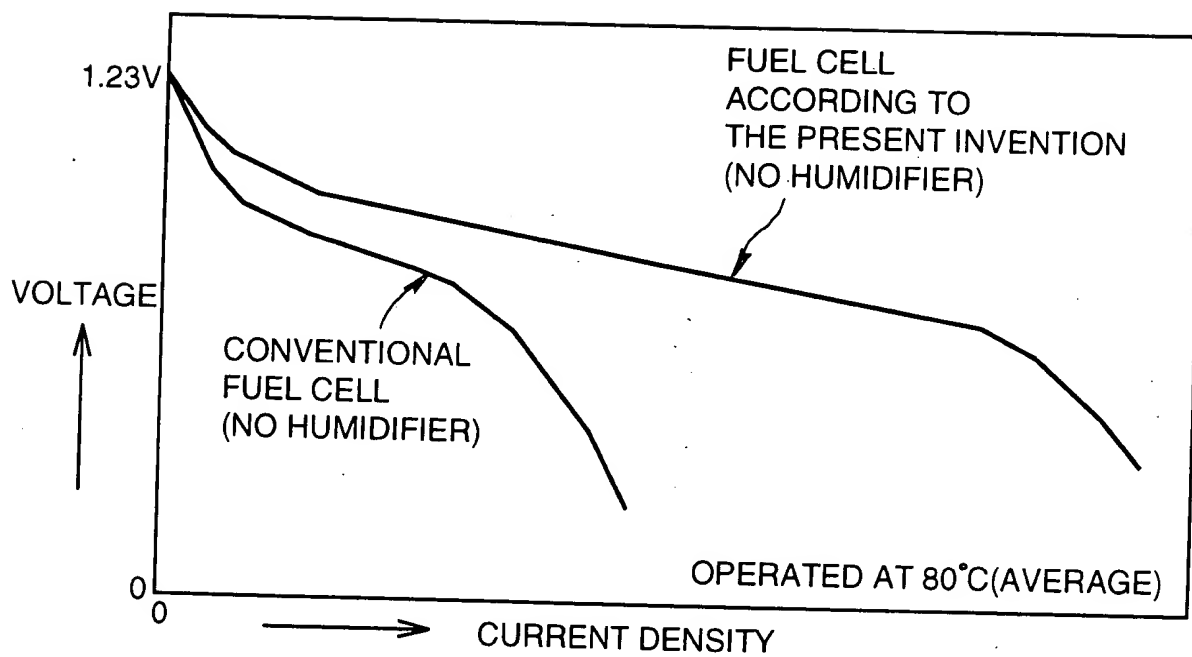 1.23V
FUEL CELL
ACCORDING TO
THE PRESENT INVENTION
(NO HUMIDIFIER)
VOLTAGE
CONVENTIONAL
FUEL CELL
(NO HUMIDIFIER)
OPERATED AT 80°C(AVERAGE)
0
0
CURRENT DENSITY